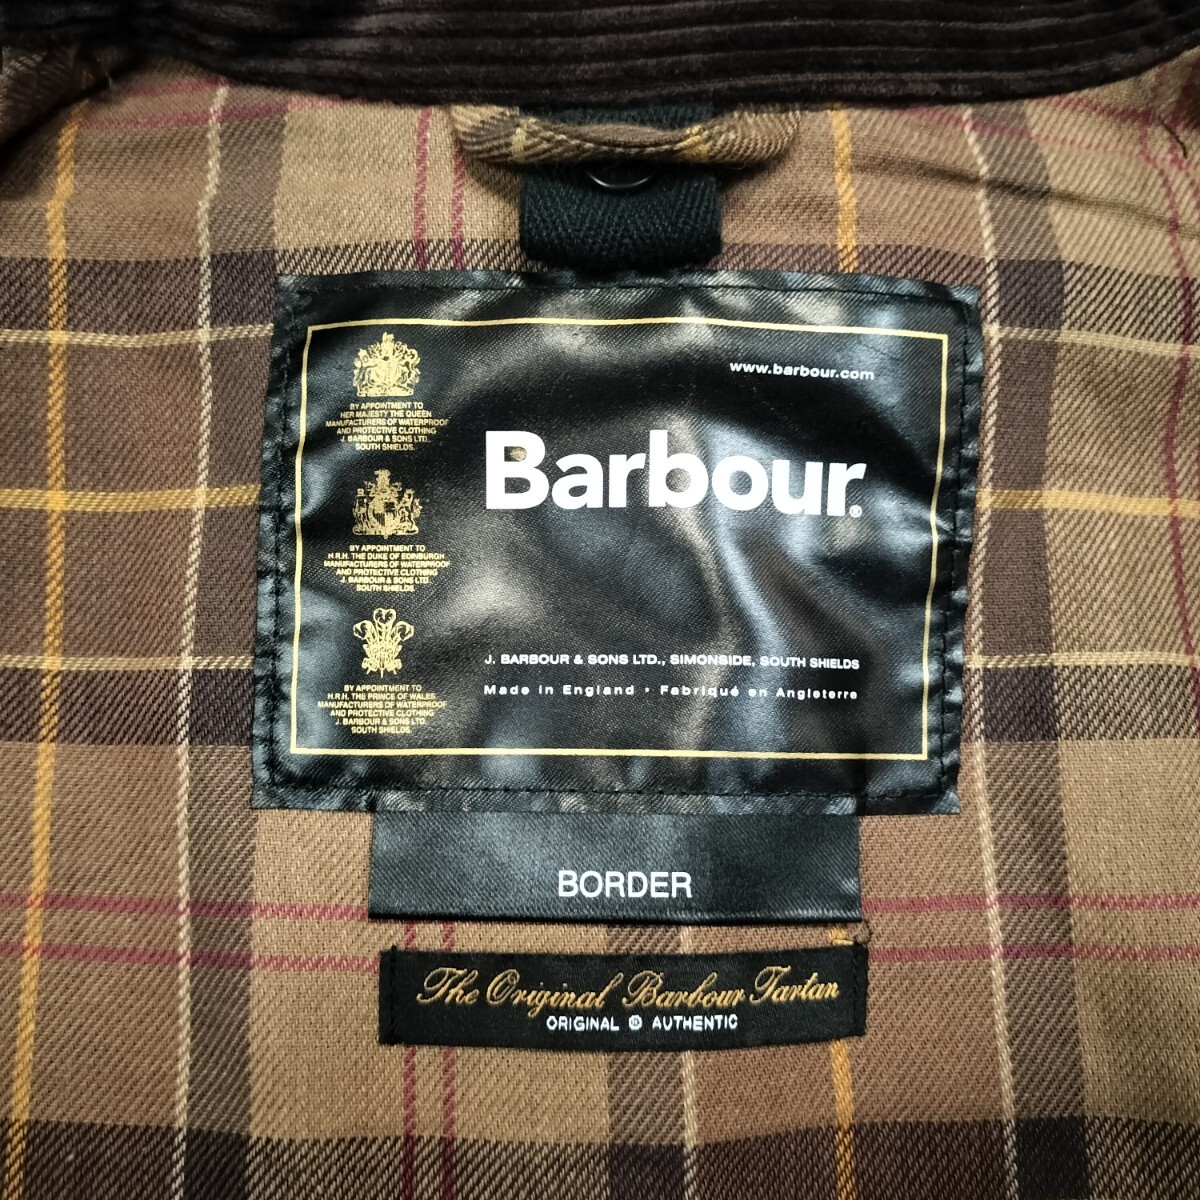 www.barbour.com
Barbour®
BY APPOINTMENT TO
HER MAJESTY THE QUEEN
MANUFACTURERS OF WATERPROOF
AND PROTECTIVE CLOTHING
J. BARBOUR & SONS LTD.
SOUTH SHIELDS.
BY APPOINTMENT TO
H.R.H. THE DUKE OF EDINBURGH
MANUFACTURERS OF WATERPROOF
AND PROTECTIVE CLOTHING
J. BARBOUR & SONS LTD.
SOUTH SHIELDS
BY APPOINTMENT TO
H.R.H. THE PRINCE OF WALES
MANUFACTURERS OF WATERPROOF
AND PROTECTIVE CLOTHING
J. BARBOUR & SONS LTD.
SOUTH SHIELDS.
J. BARBOUR & SONS LTD., SIMONSIDE, SOUTH SHIELDS
Made in England • Fabriqué en Angleterre
BORDER
The Original Barbour Tartan
ORIGINAL & AUTHENTIC